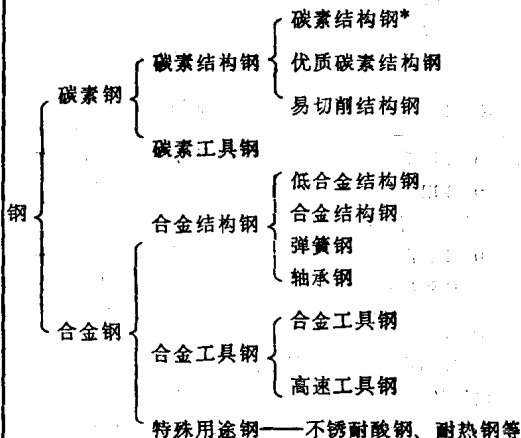 碳素结构钢*
碳素结构钢
优质碳素结构钢
碳素钢
易切削结构钢
碳素工具钢
低合金结构钢
钢
合金结构钢
合金结构钢
弹簧钢
轴承钢
合金钢
合金工具钢
合金工具钢
高速工具钢
特殊用途钢——不锈耐酸钢、耐热钢等